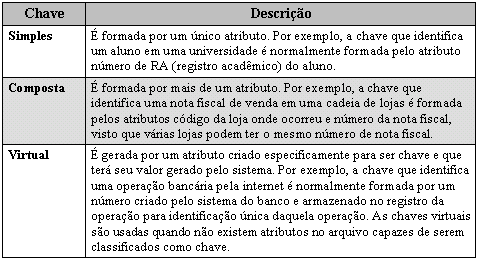 Chave Descrição
Simples É formada por um único atributo. Por exemplo, a chave que identifica
um aluno em uma universidade é normalmente formada pelo atributo
número de RA (registro acadêmico) do aluno.
Composta É formada por mais de um atributo. Por exemplo, a chave que
identifica uma nota fiscal de venda em uma cadeia de lojas é formada
pelos atributos código da loja onde ocorreu e número da nota fiscal,
visto que várias lojas podem ter o mesmo número de nota fiscal.
Virtual É gerada por um atributo criado especificamente para ser chave e que
terá seu valor gerado pelo sistema. Por exemplo, a chave que identifica
uma operação bancária pela internet é normalmente formada por um
número criado pelo sistema do banco e armazenado no registro da
operação para identificação única daquela operação. As chaves virtuais
são usadas quando não existem atributos no arquivo capazes de serem
classificados como chave.